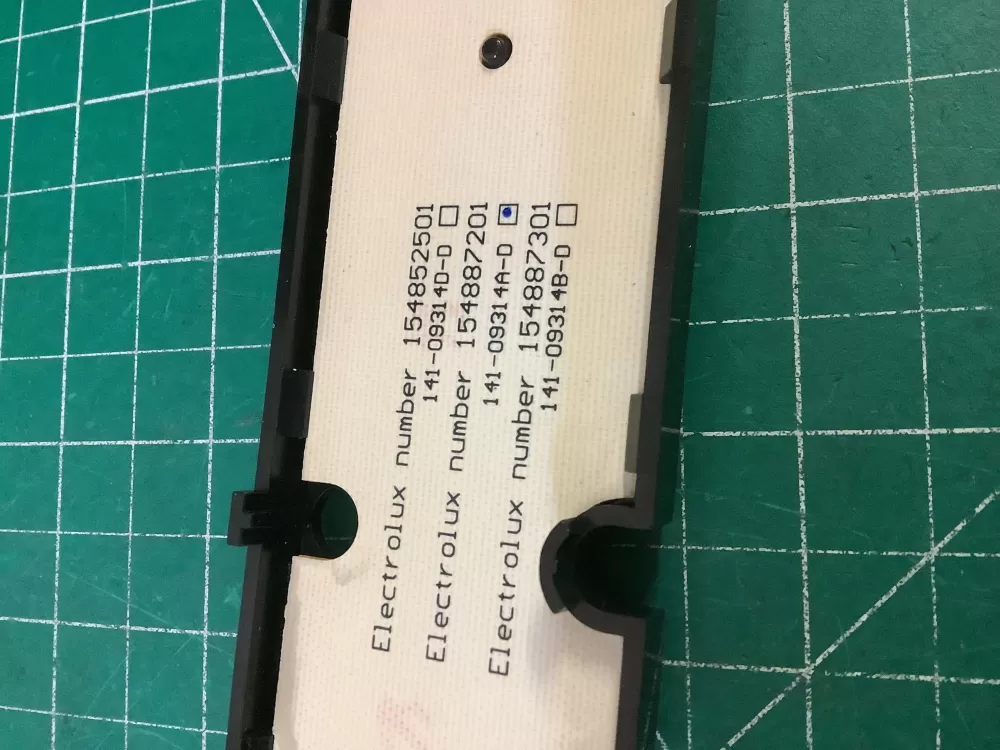 Electrolux number 154852501
141-09314D-D
Electrolux number 154887201
141-09314A-D
Electrolux number 154887301
141-09314B-D